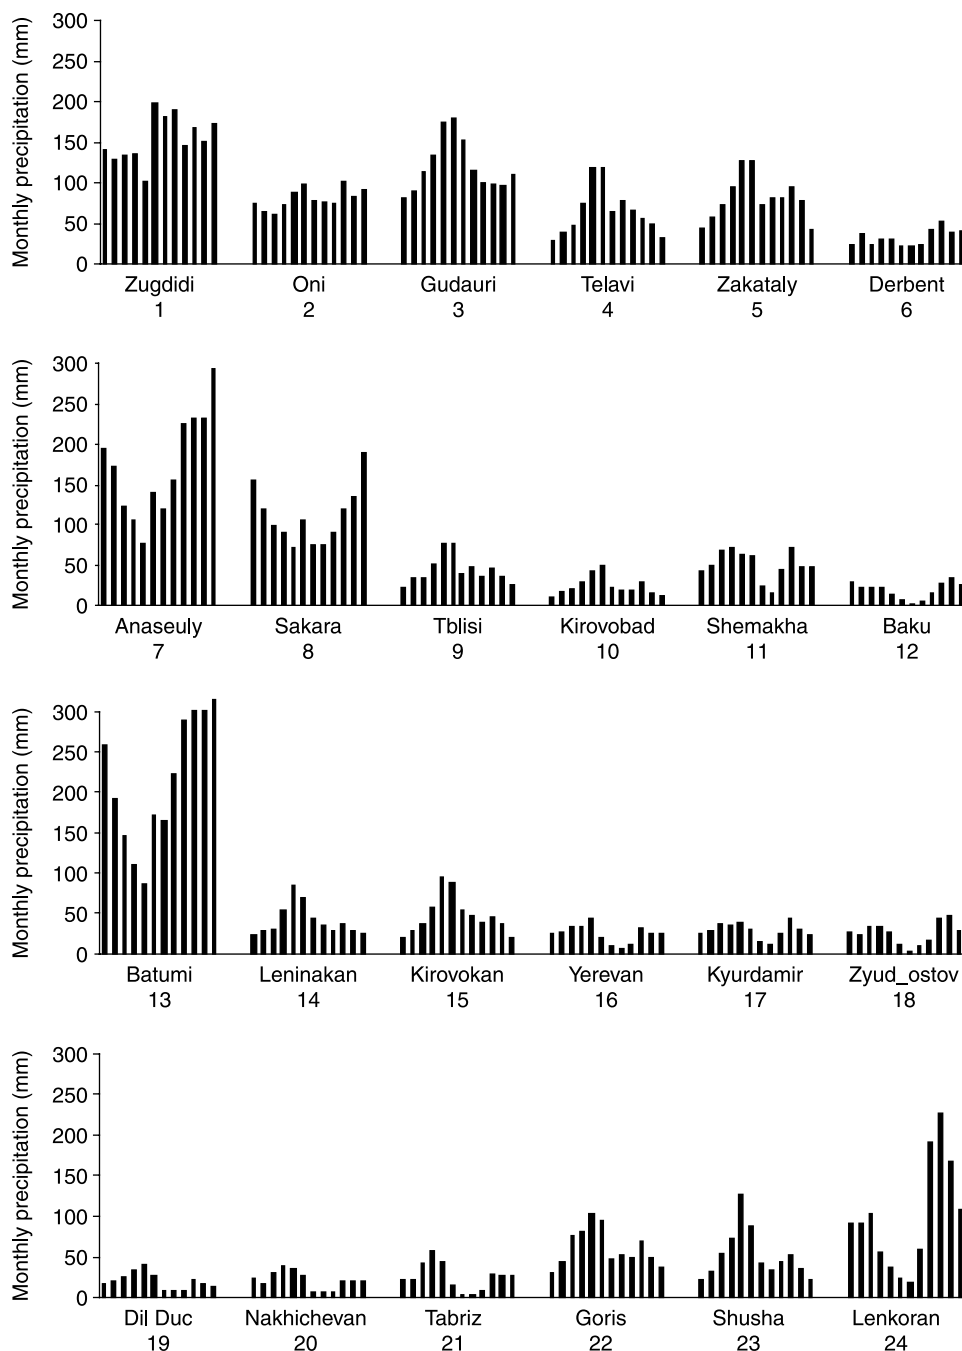 Monthly precipitation (mm)
300
250
200
150
100
50
0
Zugdidi Oni Gudauri Telavi Zakataly Derbent
1 2 3 4 5 6
Monthly precipitation (mm)
300
250
200
150
100
50
0
Anaseuly Sakara Tblisi Kirovobad Shemakha Baku
7 8 9 10 11 12
Monthly precipitation (mm)
300
250
200
150
100
50
0
Batumi Leninakan Kirovokan Yerevan Kyurdamir Zyud_ostov
13 14 15 16 17 18
Monthly precipitation (mm)
300
250
200
150
100
50
0
Dil Duc Nakhichevan Tabriz Goris Shusha Lenkoran
19 20 21 22 23 24